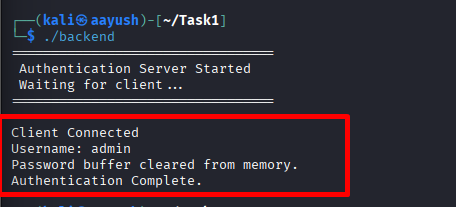 (kali㉿aayush)-[~/Task1]
$ ./backend
Authentication Server Started
Waiting for client...
Client Connected
Username: admin
Password buffer cleared from memory.
Authentication Complete.